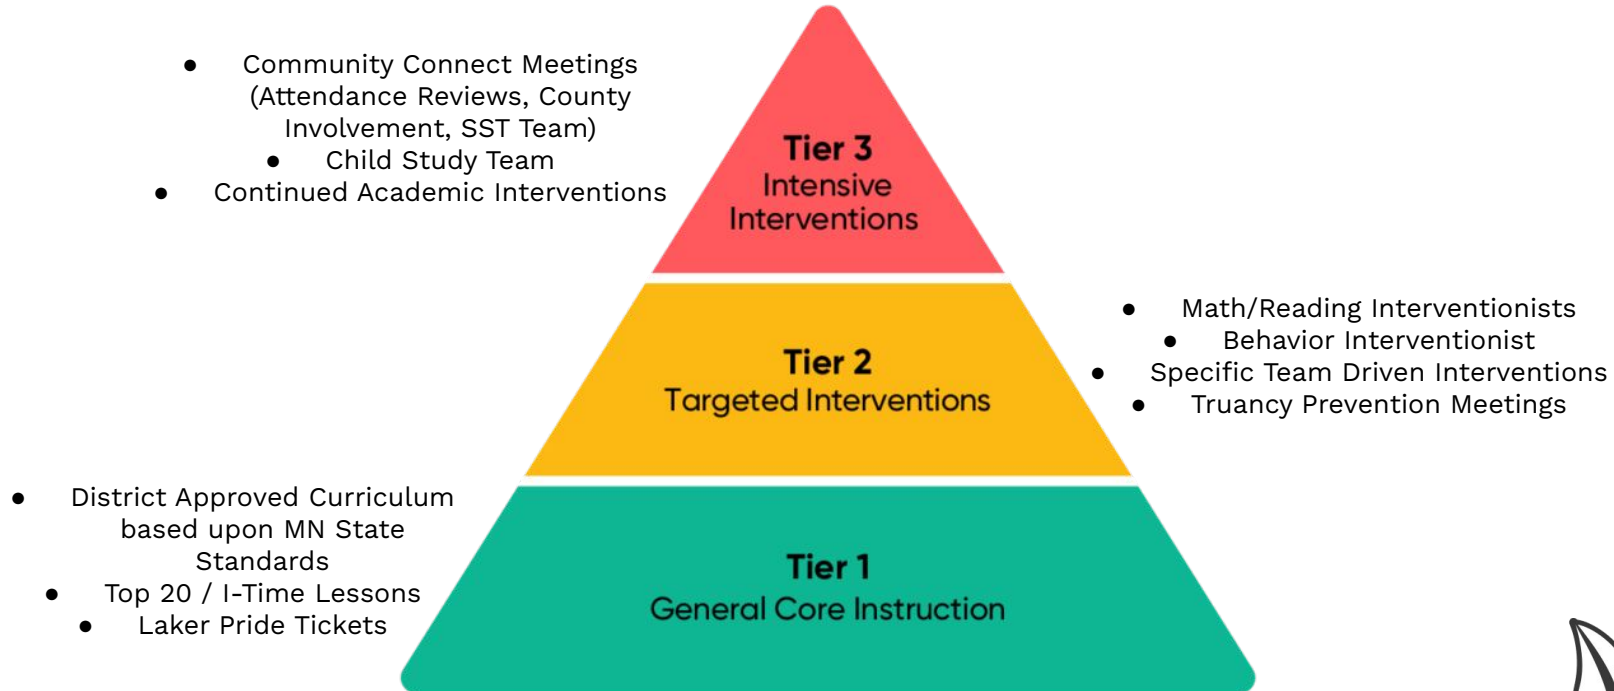 ● Community Connect Meetings
(Attendance Reviews, County
Involvement, SST Team)
● Child Study Team
● Continued Academic Interventions
Tier 3
Intensive
Interventions
Tier 2
Targeted Interventions
● Math/Reading Interventionists
● Behavior Interventionist
● Specific Team Driven Interventions
● Truancy Prevention Meetings
● District Approved Curriculum
based upon MN State
Standards
● Top 20 / I-Time Lessons
● Laker Pride Tickets
Tier 1
General Core Instruction